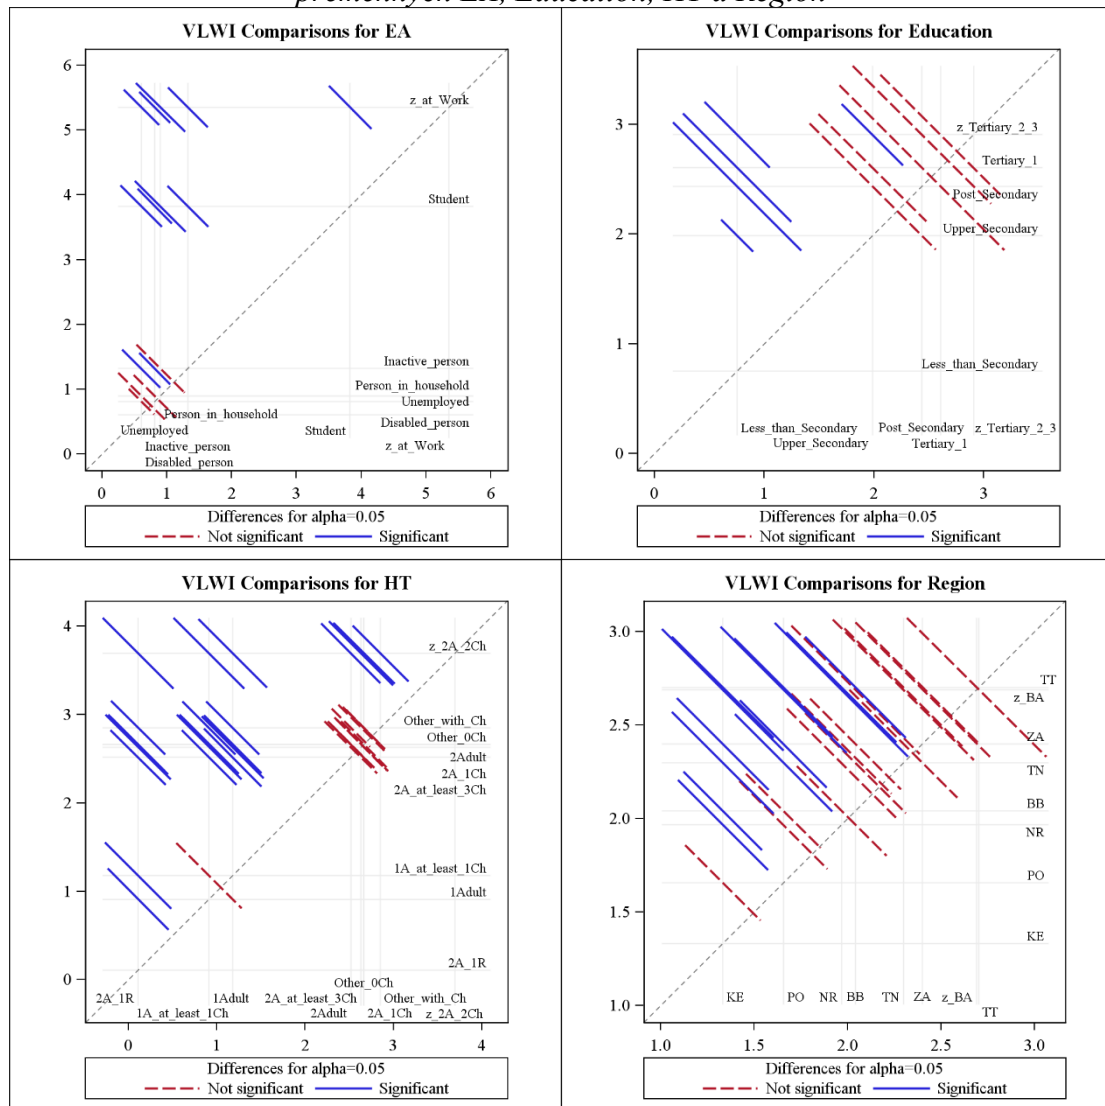 premenných EA, Education, HT a Region
VLWI Comparisons for EA
6
5
4
3
2
1
0
z_at_Work
Student
Inactive_person
Person_in_household
Unemployed
Disabled_person
Person_in_household
Unemployed
Student
Inactive_person
z_at_Work
Disabled_person
0 1 2 3 4 5 6
Differences for alpha=0.05
Not significant Significant
VLWI Comparisons for Education
3
2
1
0
z_Tertiary_2_3
Tertiary_1
Post_Secondary
Upper_Secondary
Less_than_Secondary
Less_than_Secondary Post_Secondary z_Tertiary_2_3
Upper_Secondary Tertiary_1
0 1 2 3
Differences for alpha=0.05
Not significant Significant
VLWI Comparisons for HT
4
3
2
1
0
z_2A_2Ch
Other_with_Ch
Other_0Ch
2Adult
2A_1Ch
2A_at_least_3Ch
1A_at_least_1Ch
1Adult
2A_1R
Other_0Ch
2A_1R 1Adult 2A_at_least_3Ch Other_with_Ch
1A_at_least_1Ch 2Adult 2A_1Ch z_2A_2Ch
0 1 2 3 4
Differences for alpha=0.05
Not significant Significant
VLWI Comparisons for Region
3.0
2.5
2.0
1.5
1.0
TT
z_BA
ZA
TN
BB
NR
PO
KE
KE PO NR BB TN ZA z_BA
TT
1.0 1.5 2.0 2.5 3.0
Differences for alpha=0.05
Not significant Significant